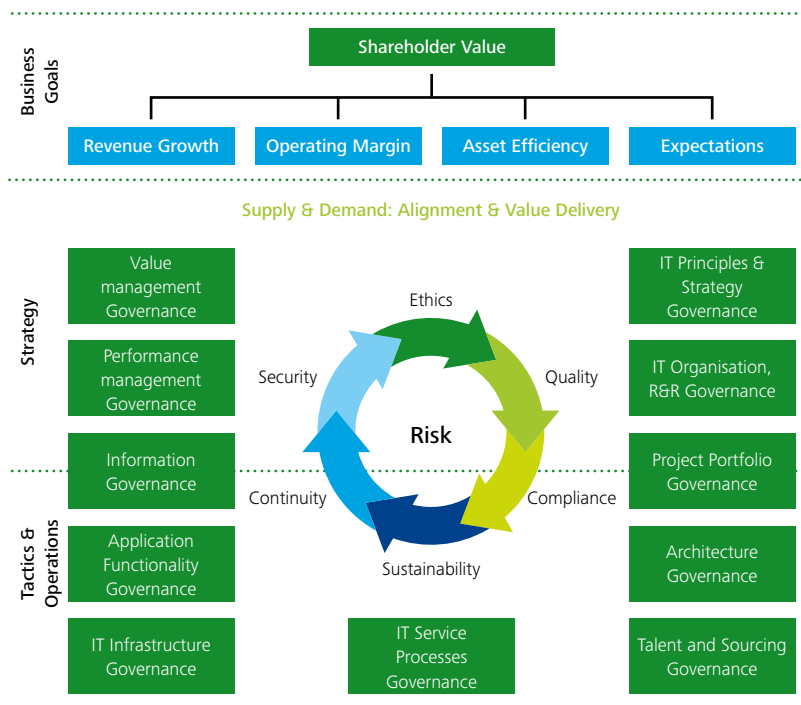 Business
Goals
Shareholder Value
Revenue Growth
Operating Margin
Asset Efficiency
Expectations
Supply & Demand: Alignment & Value Delivery
Strategy
Value
management
Governance
Performance
management
Governance
Information
Governance
Tactics &
Operations
Application
Functionality
Governance
IT Infrastructure
Governance
Ethics
Security
Quality
Risk
Continuity
Compliance
Sustainability
IT Service
Processes
Governance
IT Principles &
Strategy
Governance
IT Organisation,
R&R Governance
Project Portfolio
Governance
Architecture
Governance
Talent and Sourcing
Governance